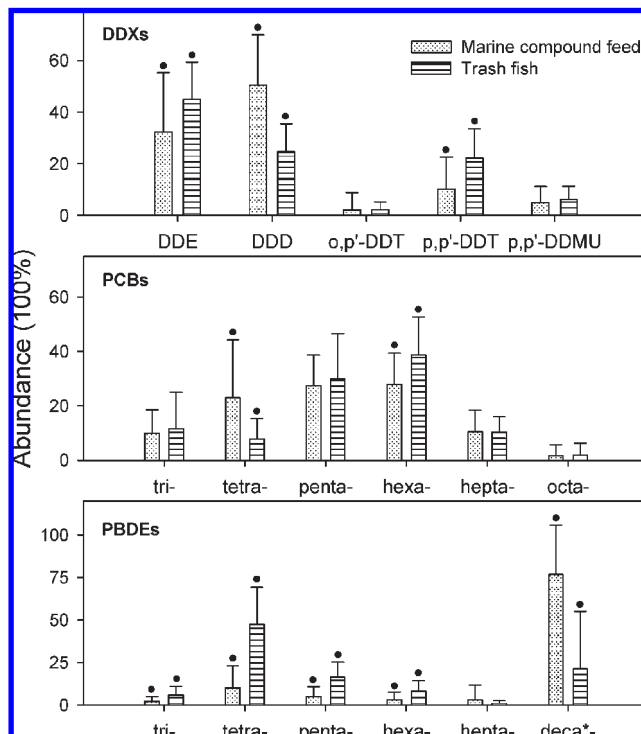 DDXs
Marine compound feed
Trash fish
60
40
20
0
DDE DDD o,p'-DDT p,p'-DDT p,p'-DDMU
PCBs
60
40
20
0
tri- tetra- penta- hexa- hepta- octa-
PBDEs
100
75
50
25
0
tri- tetra- penta- hexa- hepta- deca*-
Abundance (100%)